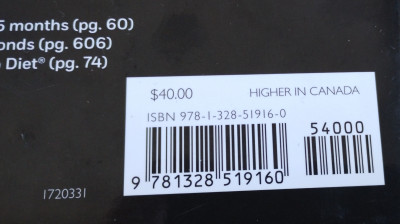 5 months (pg. 60)
onds (pg. 606)
Diet® (pg. 74)
$40.00 HIGHER IN CANADA
ISBN 978-1-328-51916-0
54000
9 781328 519160
1720331